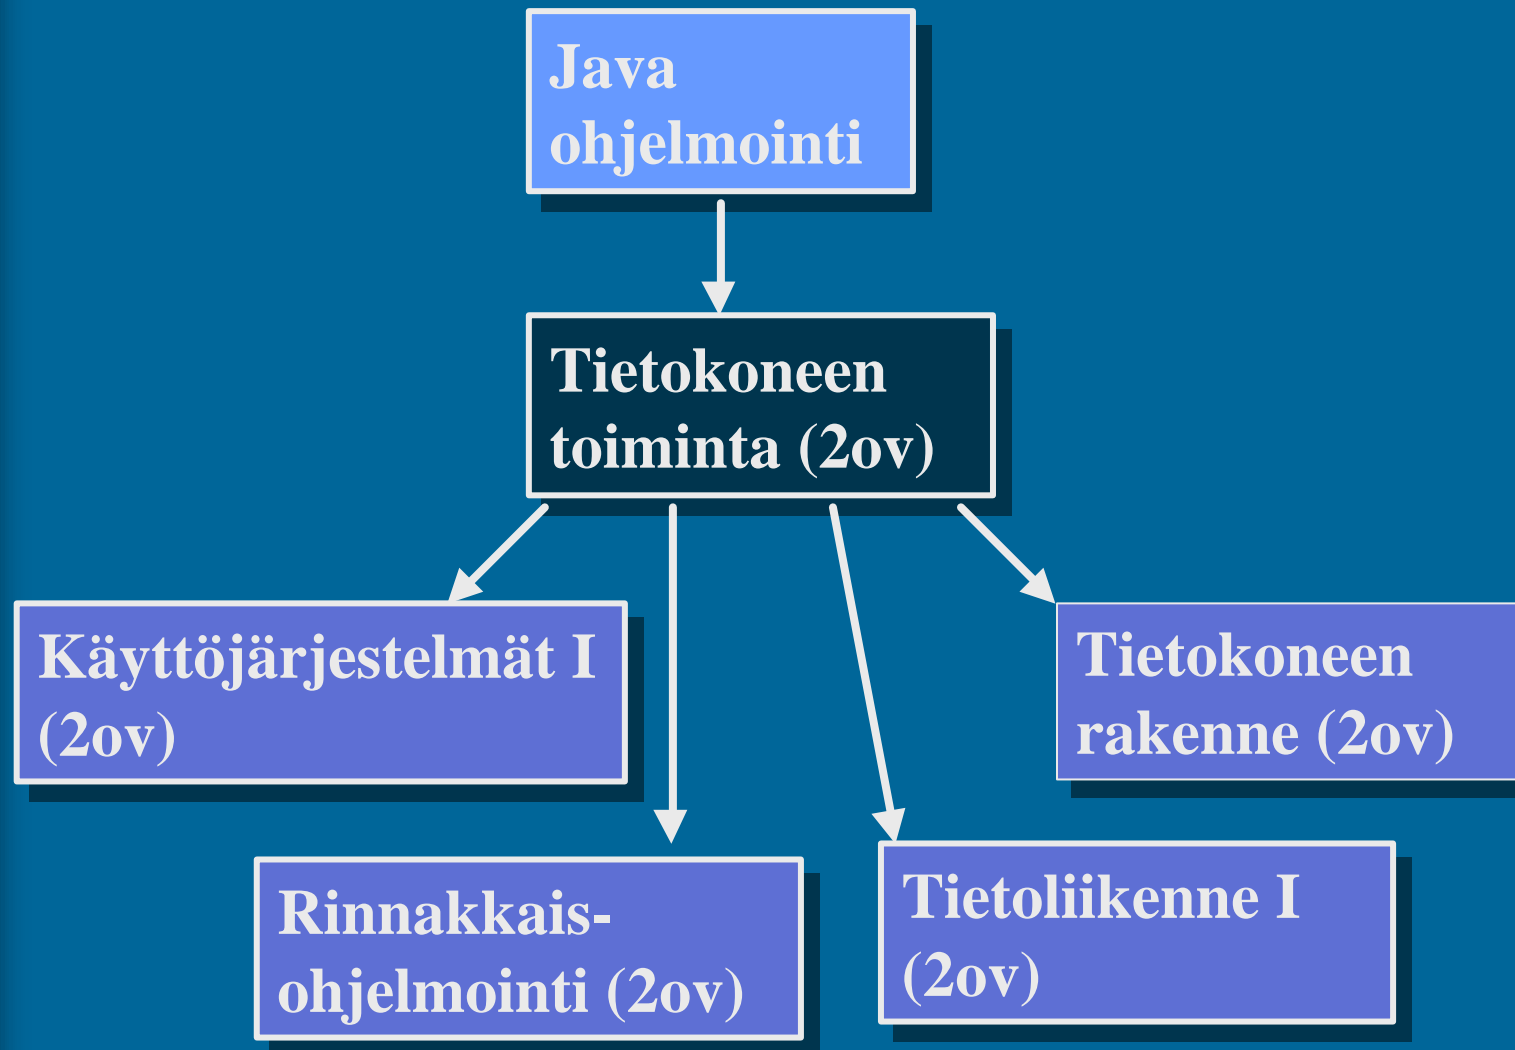 Java
ohjelmointi
Tietokoneen
toiminta (2ov)
Käyttöjärjestelmät I
(2ov)
Tietokoneen
rakenne (2ov)
Rinnakkais-
ohjelmointi (2ov)
Tietoliikenne I
(2ov)